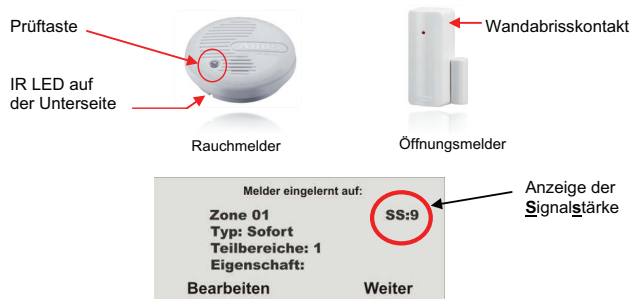 Prüftaste
Wandabrisskontakt
IR LED auf
der Unterseite
Rauchmelder
Öffnungsmelder
Melder eingelernt auf:
Anzeige der
Signalstärke
Zone 01 SS:9
Typ: Sofort
Teilbereiche: 1
Eigenschaft:
Bearbeiten Weiter